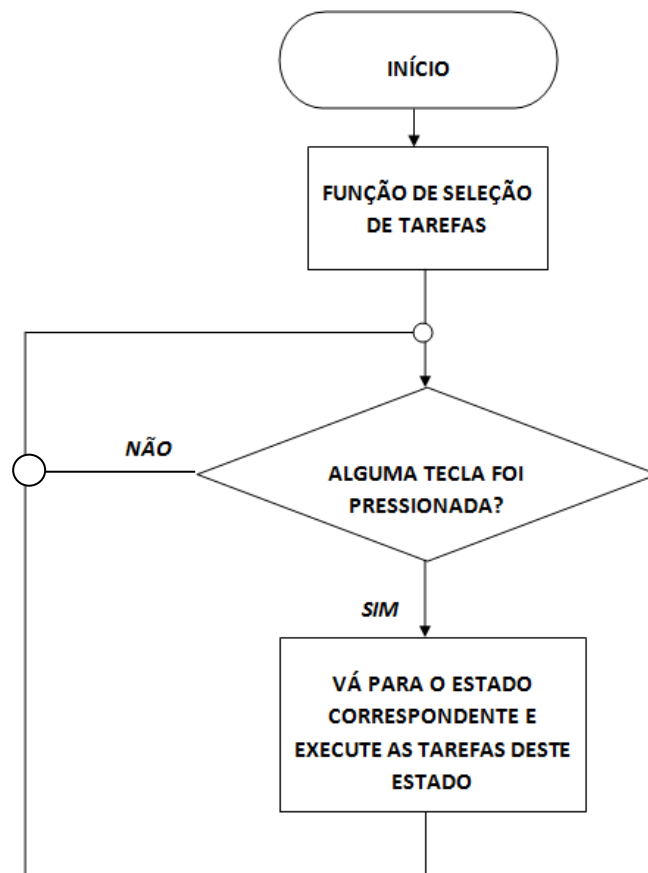 INÍCIO
FUNÇÃO DE SELEÇÃO
DE TAREFAS
NÃO
ALGUMA TECLA FOI
PRESSIONADA?
SIM
VÁ PARA O ESTADO
CORRESPONDENTE E
EXECUTE AS TAREFAS DESTE
ESTADO